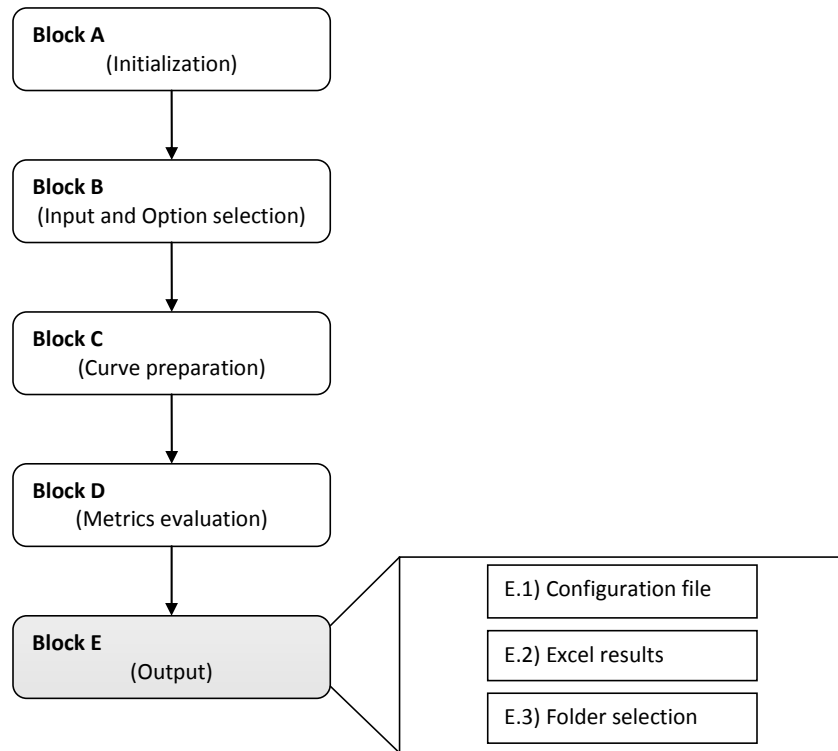 Block A
(Initialization)
Block B
(Input and Option selection)
Block C
(Curve preparation)
Block D
(Metrics evaluation)
Block E
(Output)
E.1) Configuration file
E.2) Excel results
E.3) Folder selection